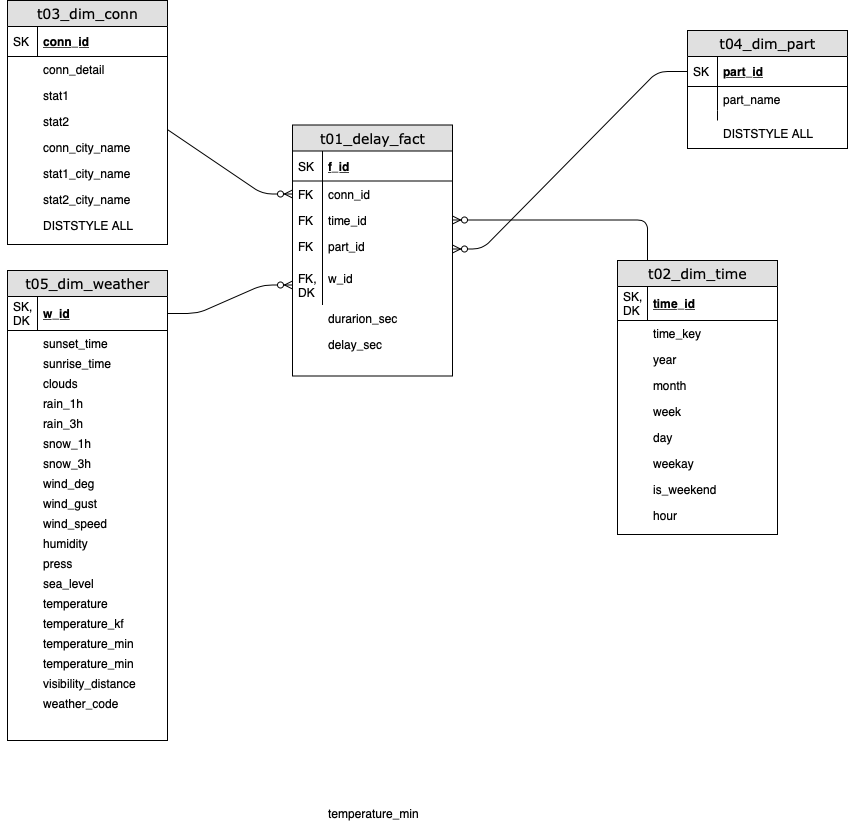 t03_dim_conn
SK conn_id
conn_detail
stat1
stat2
conn_city_name
stat1_city_name
stat2_city_name
DISTSTYLE ALL
t04_dim_part
SK part_id
part_name
DISTSTYLE ALL
t01_delay_fact
SK f_id
FK conn_id
FK time_id
FK part_id
FK, w_id
DK
durarion_sec
delay_sec
t05_dim_weather
SK, w_id
DK
sunset_time
sunrise_time
clouds
rain_1h
rain_3h
snow_1h
snow_3h
wind_deg
wind_gust
wind_speed
humidity
press
sea_level
temperature
temperature_kf
temperature_min
temperature_min
visibility_distance
weather_code
t02_dim_time
SK, time_id
DK
time_key
year
month
week
day
weekay
is_weekend
hour
temperature_min